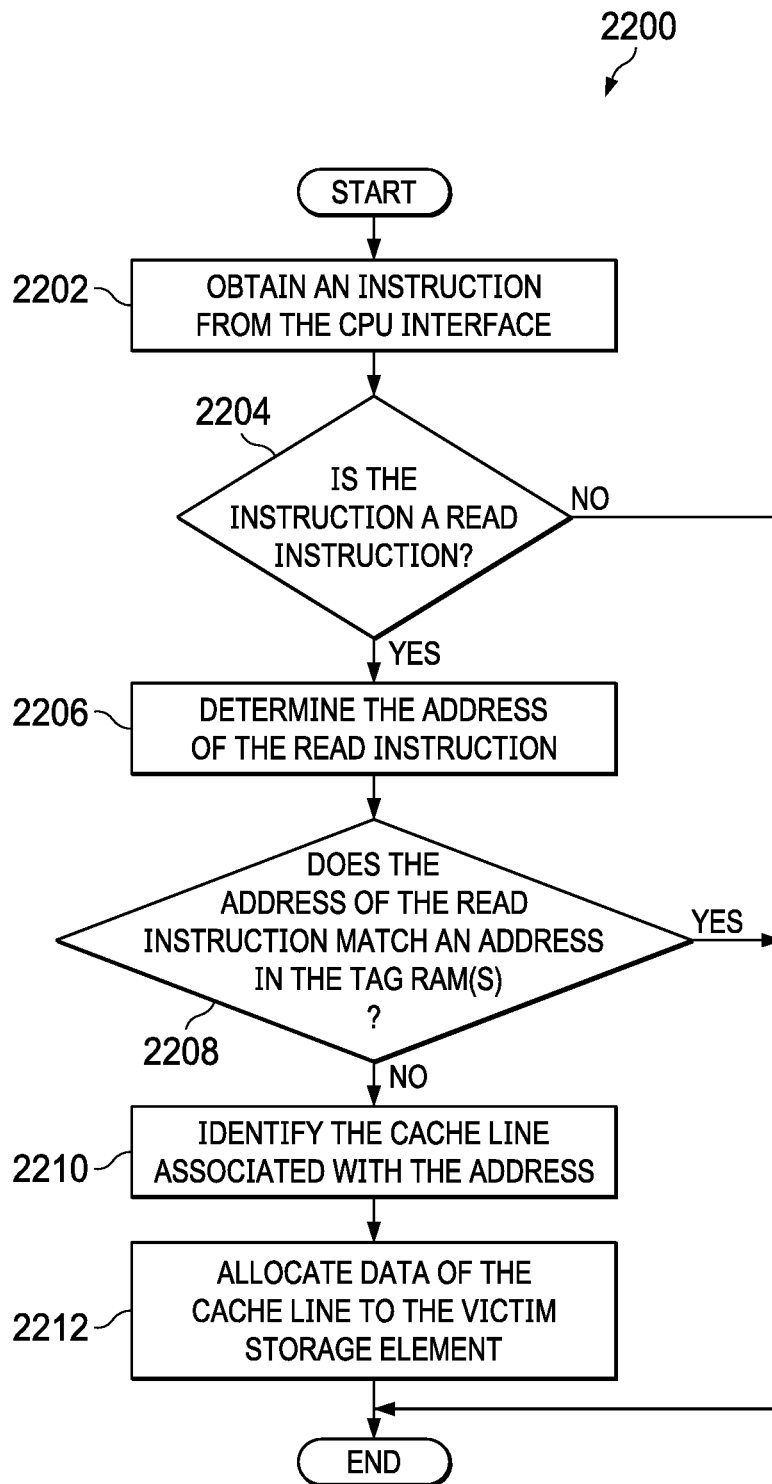 2200
START
2202
OBTAIN AN INSTRUCTION
FROM THE CPU INTERFACE
2204
IS THE
INSTRUCTION A READ
INSTRUCTION?
NO
YES
2206
DETERMINE THE ADDRESS
OF THE READ INSTRUCTION
DOES THE
ADDRESS OF THE READ
INSTRUCTION MATCH AN ADDRESS
IN THE TAG RAM(S)
?
YES
2208
NO
2210
IDENTIFY THE CACHE LINE
ASSOCIATED WITH THE ADDRESS
2212
ALLOCATE DATA OF THE
CACHE LINE TO THE VICTIM
STORAGE ELEMENT
END